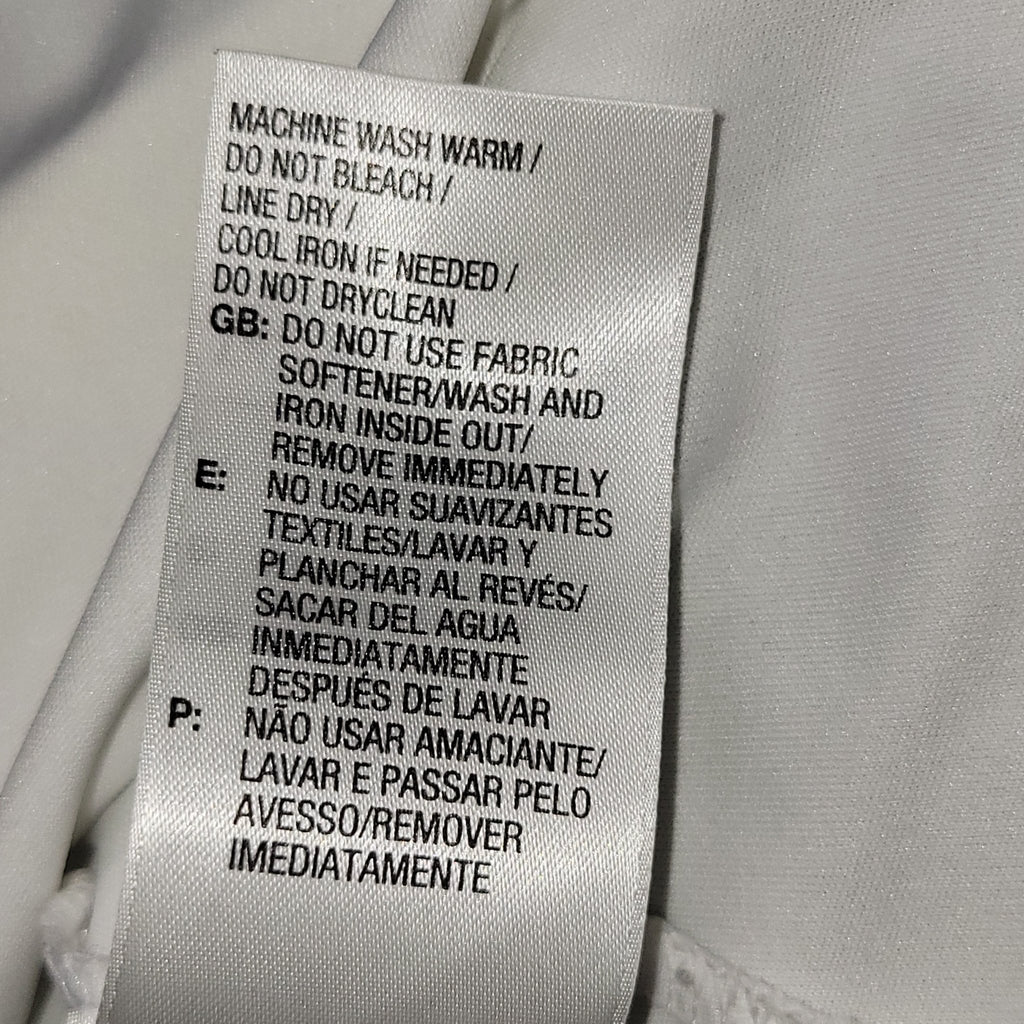 MACHINE WASH WARM /
DO NOT BLEACH /
LINE DRY /
COOL IRON IF NEEDED /
DO NOT DRYCLEAN
GB: DO NOT USE FABRIC
SOFTENER/WASH AND
IRON INSIDE OUT/
REMOVE IMMEDIATELY
E: NO USAR SUAVIZANTES
TEXTILES/LAVAR Y
PLANCHAR AL REVÉS/
SACAR DEL AGUA
INMEDIATAMENTE
DESPUÉS DE LAVAR
P: NÃO USAR AMACIANTE/
LAVAR E PASSAR PELO
AVESSO/REMOVER
IMEDIATAMENTE